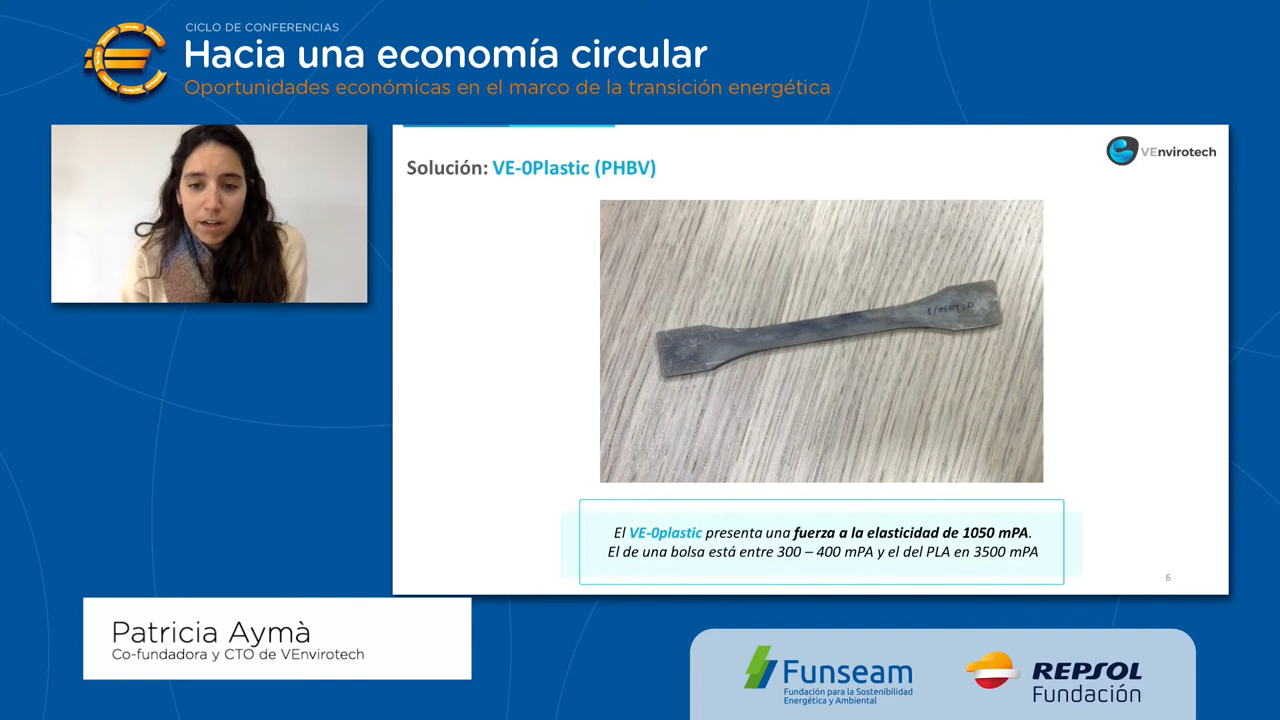 CICLO DE CONFERENCIAS
Hacia una economía circular
Oportunidades económicas en el marco de la transición energética
VEnvirotech
Solución: VE-0Plastic (PHBV)
El VE-0plastic presenta una fuerza a la elasticidad de 1050 mPA.
El de una bolsa está entre 300 – 400 mPA y el del PLA en 3500 mPA
6
Patricia Aymà
Co-fundadora y CTO de VEnvirotech
Funseam
Fundación para la Sostenibilidad
Energética y Ambiental
REPSOL
Fundación